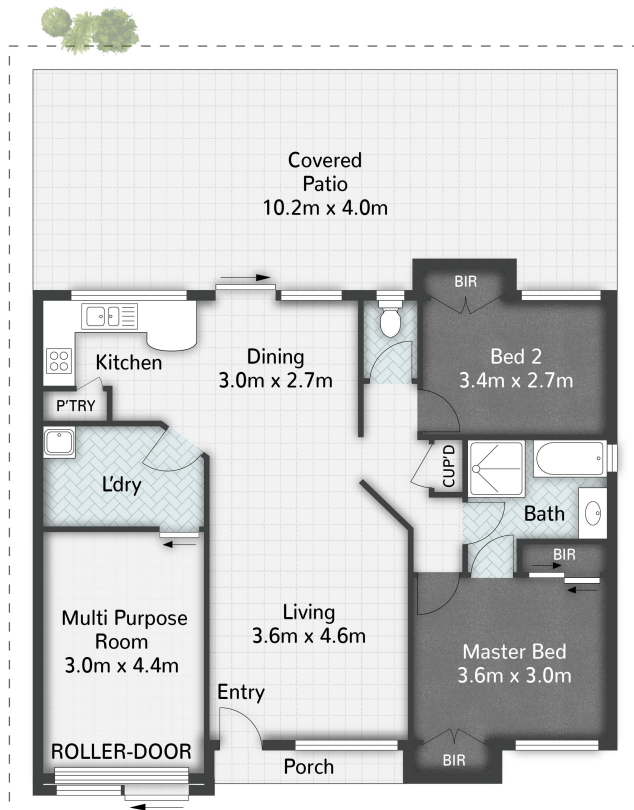 Covered
Patio
10.2m x 4.0m
BIR
Kitchen
Dining
3.0m x 2.7m
Bed 2
3.4m x 2.7m
P'TRY
CUP'D
L'dry
Bath
BIR
Multi Purpose
Room
3.0m x 4.4m
Living
3.6m x 4.6m
Master Bed
3.6m x 3.0m
Entry
ROLLER-DOOR
Porch
BIR